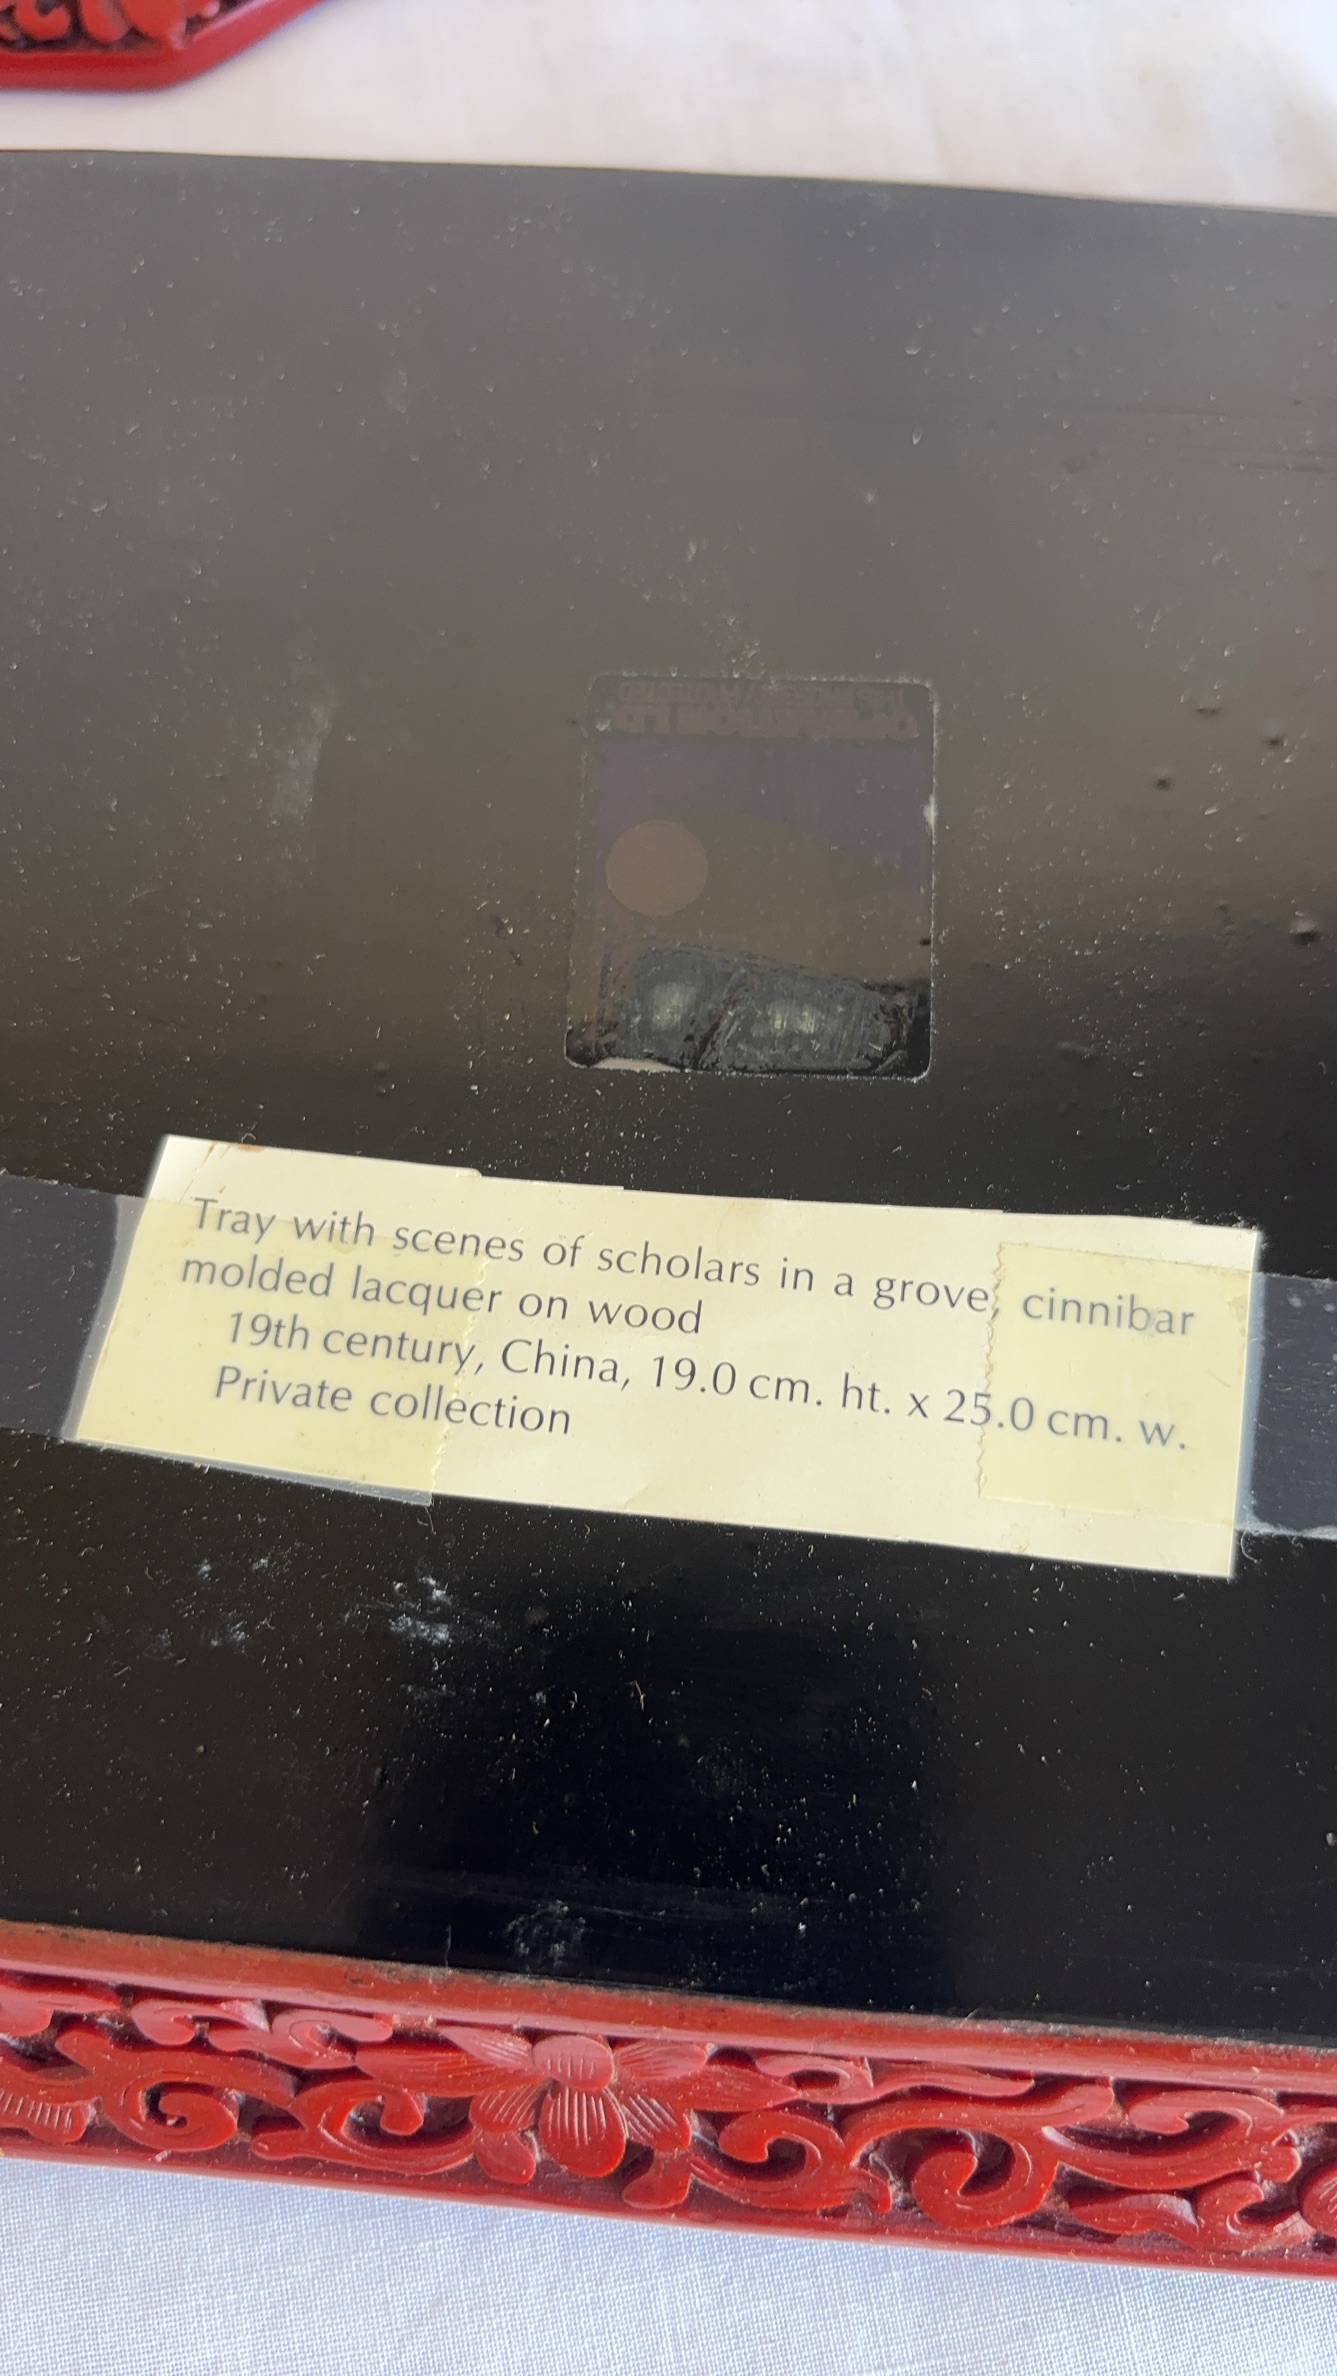 Tray with scenes of scholars in a grove, cinnibar
molded lacquer on wood
19th century, China, 19.0 cm. ht. x 25.0 cm. w.
Private collection